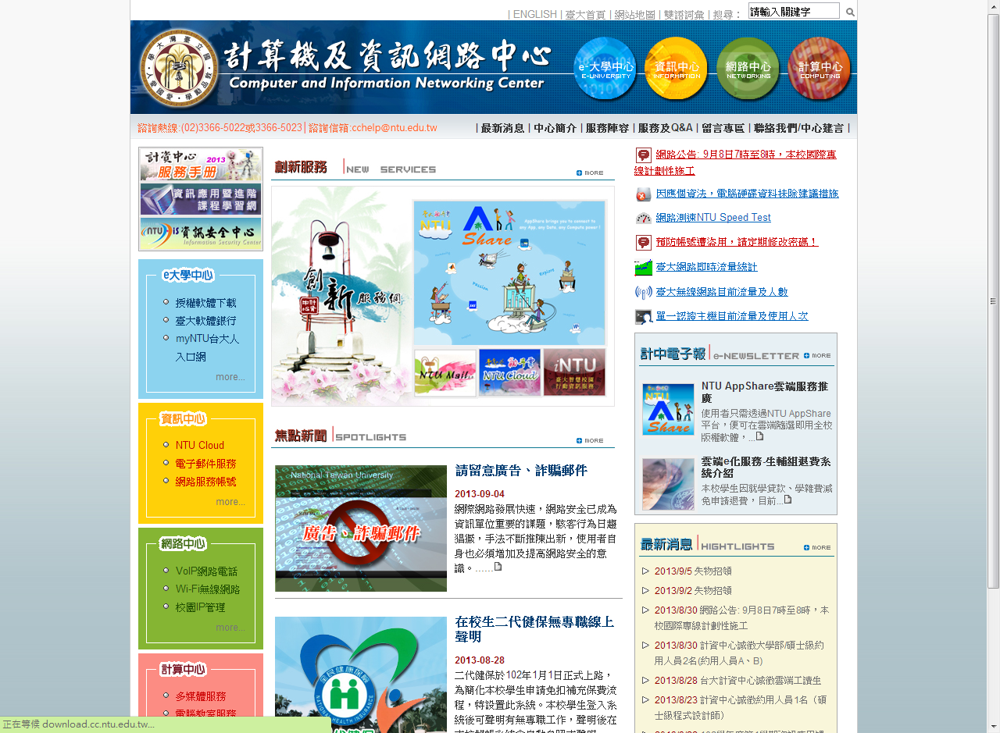 | ENGLISH | 臺大首頁 | 網站地圖 | 雙語詞彙 | 搜尋： 請輸入關鍵字
計算機及資訊網路中心
Computer and Information Networking Center
e-大學中心
E-UNIVERSITY
資訊中心
INFORMATION
網路中心
NETWORKING
計算中心
COMPUTING
諮詢熱線:(02)3366-5022或3366-5023│諮詢信箱:cchelp@ntu.edu.tw
| 最新消息 | 中心簡介 | 服務陣容 | 服務及Q&A | 留言專區 | 聯絡我們/中心建言 |
計資中心 2013
服務手册
資訊應用暨進階
課程學習網
NTU is 資訊安全中心
Information Security Center
e大學中心
授權軟體下載
臺大軟體銀行
myNTU台大人
入口網
more...
資訊中心
NTU Cloud
電子郵件服務
網路服務帳號
more...
網路中心
VoIP網路電話
Wi-Fi無線網路
校園IP管理
more...
計算中心
多媒體服務
電腦教室服務
創新服務 NEW SERVICES
MORE
創新服務網
計資中心
NTU
A
Share
AppShare brings you to connect to
any App, any Data, any Compute power !
Passion
Explore
NTU Mail
NTU Cloud
iNTU
臺大智慧校園
行動資訊服務
焦點新聞 SPOTLIGHTS
MORE
National Taiwan University
廣告、詐騙郵件
請留意廣告、詐騙郵件
2013-09-04
網際網路發展快速，網路安全已成為
資訊單位重要的課題，駭客行為日趨
猖獗，手法不斷推陳出新，使用者自
身也必須增加及提高網路安全的意
識。......
全民健康保險
NATIONAL HEALTH INSURANCE
在校生二代健保無專職線上
聲明
2013-08-28
二代健保於102年1月1日正式上路，
為簡化本校學生申請免扣補充保費流
程，特設置此系統。本校學生登入系
統後可聲明有無專職工作，聲明後在
網路公告: 9月8日7時至8時，本校國際專
線計劃性施工
因應個資法，電腦硬碟資料抹除建議措施
網路測速NTU Speed Test
預防帳號遭盜用，請定期修改密碼！
臺大網路即時流量統計
臺大無線網路目前流量及人數
單一認證主機目前流量及使用人次
計中電子報 e-NEWSLETTER
MORE
NTU AppShare雲端服務推
廣
使用者只需透過NTU AppShare
平台，便可在雲端隨選即用全校
版權軟體，...
A
Share
雲端e化服務-生輔組退費系
統介紹
本校學生因就學貸款、學雜費減
免申請退費，目前...
最新消息 HIGHTLIGHTS
MORE
2013/9/5 失物招領
2013/9/2 失物招領
2013/8/30 網路公告: 9月8日7時至8時，本
校國際專線計劃性施工
2013/8/30 計資中心誠徵大學部/碩士級約
用人員2名(約用人員A、B)
2013/8/28 台大計資中心誠徵雲端工讀生
2013/8/23 計資中心誠徵約用人員1名（碩
士級程式設計師）
正在等候 download.cc.ntu.edu.tw...